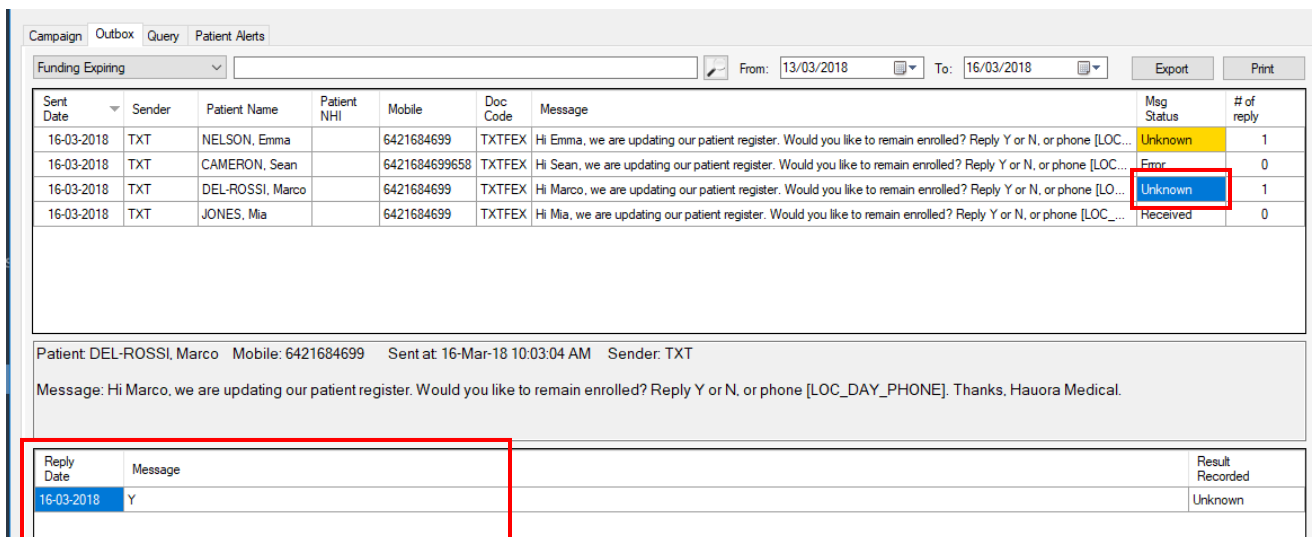 Campaign Outbox Query Patient Alerts
Funding Expiring From: 13/03/2018 To: 16/03/2018 Export Print
Sent Date Sender Patient Name Patient NHI Mobile Doc Code Message Msg Status # of reply
16-03-2018 TXT NELSON, Emma 6421684699 TXTFEX Hi Emma, we are updating our patient register. Would you like to remain enrolled? Reply Y or N, or phone [LOC... Unknown 1
16-03-2018 TXT CAMERON, Sean 6421684699658 TXTFEX Hi Sean, we are updating our patient register. Would you like to remain enrolled? Reply Y or N, or phone [LOC... Error 0
16-03-2018 TXT DEL-ROSSI, Marco 6421684699 TXTFEX Hi Marco, we are updating our patient register. Would you like to remain enrolled? Reply Y or N, or phone [LO... Unknown 1
16-03-2018 TXT JONES, Mia 6421684699 TXTFEX Hi Mia, we are updating our patient register. Would you like to remain enrolled? Reply Y or N, or phone [LOC_... Received 0
Patient: DEL-ROSSI, Marco Mobile: 6421684699 Sent at: 16-Mar-18 10:03:04 AM Sender: TXT
Message: Hi Marco, we are updating our patient register. Would you like to remain enrolled? Reply Y or N, or phone [LOC_DAY_PHONE]. Thanks, Hauora Medical.
Reply Date Message Result Recorded
16-03-2018 Y Unknown